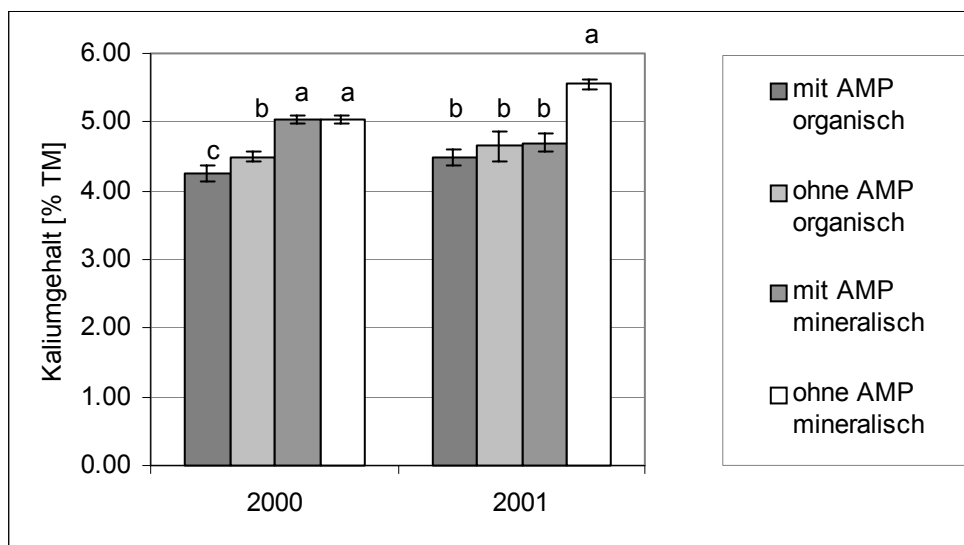 a
6.00
b
a
a
b
b
b
5.00
c
4.00
3.00
2.00
1.00
0.00
Kaliumgehalt [% TM]
2000
2001
mit AMP
organisch
ohne AMP
organisch
mit AMP
mineralisch
ohne AMP
mineralisch